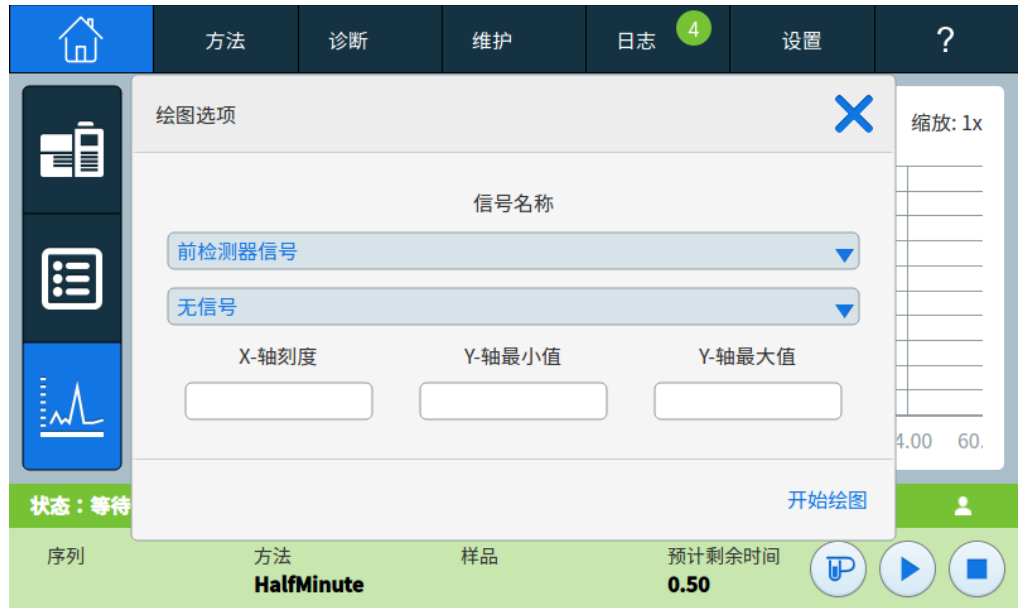 方法
诊断
维护
日志
4
设置
?
绘图选项
缩放: 1x
信号名称
前检测器信号
无信号
X-轴刻度
Y-轴最小值
Y-轴最大值
4.00
60.
开始绘图
状态：等待
序列
方法
样品
预计剩余时间
HalfMinute
0.50